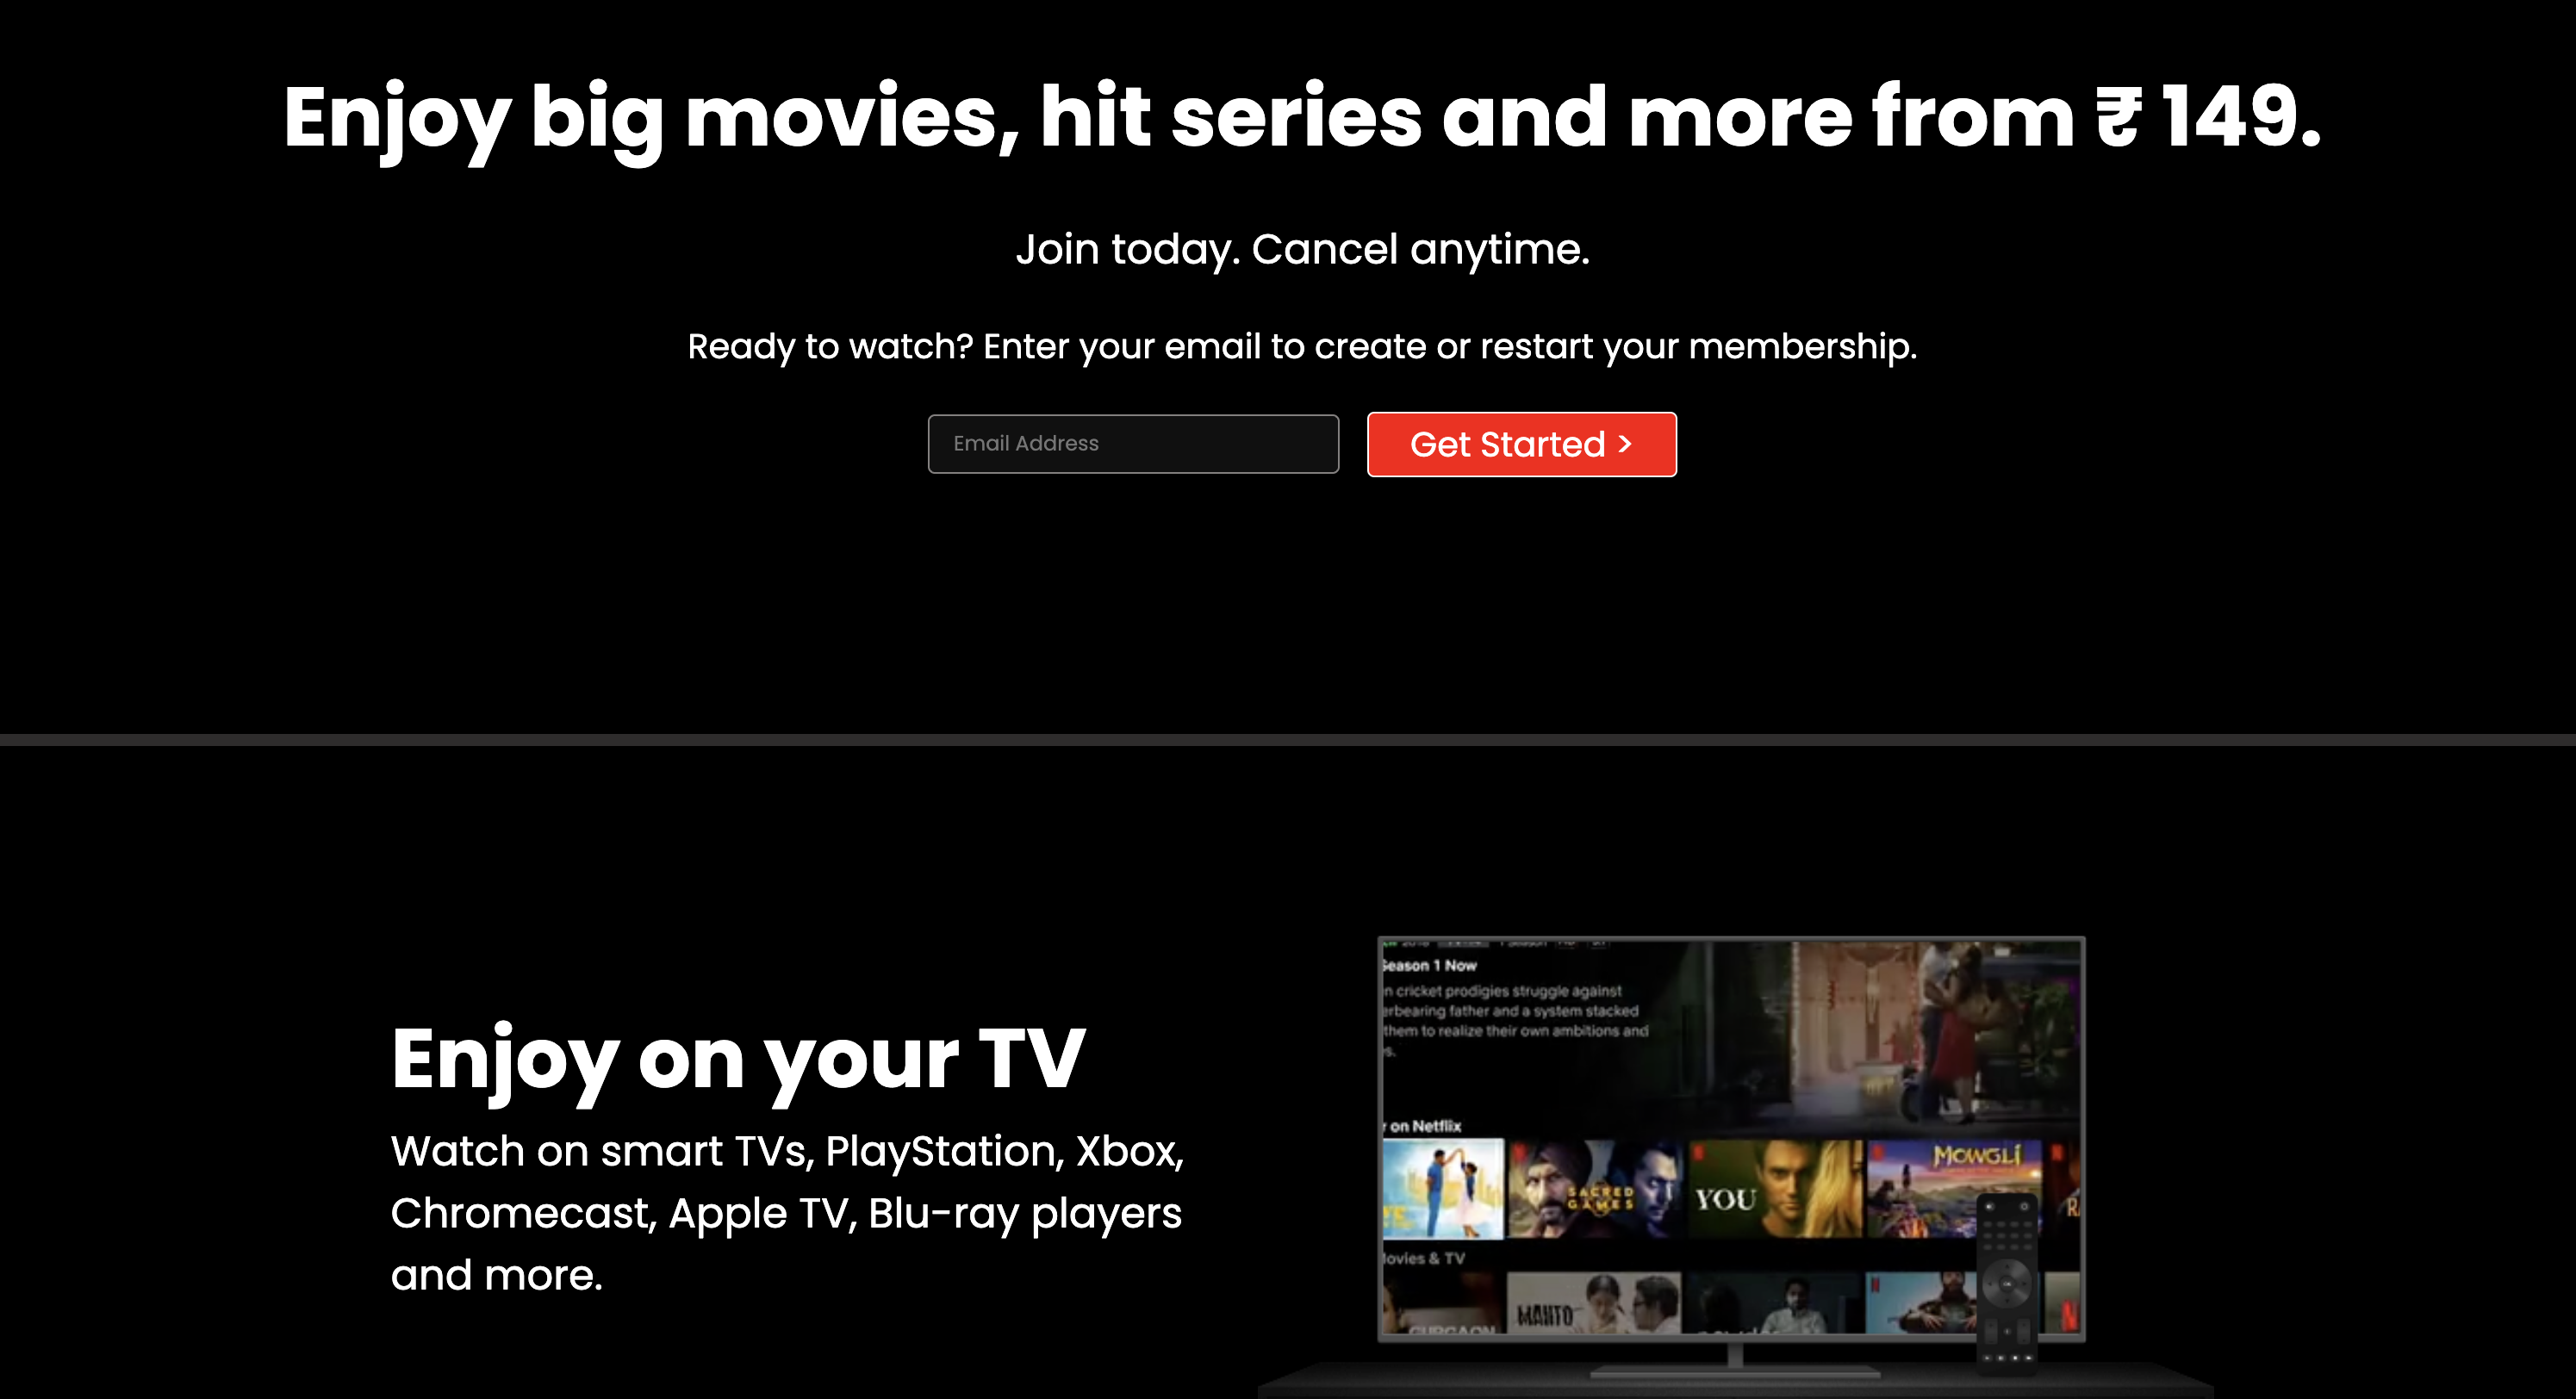 Enjoy big movies, hit series and more from ₹ 149.
Join today. Cancel anytime.
Ready to watch? Enter your email to create or restart your membership.
Email Address
Get Started >
Enjoy on your TV
Watch on smart TVs, PlayStation, Xbox,
Chromecast, Apple TV, Blu-ray players
and more.
Season 1 Now
n cricket prodigies struggle against
erbearing father and a system stacked
them to realize their own ambitions and
s.
r on Netflix
SACRED
GAMES
YOU
MOWGLI
lovies & TV
MANTO
GURGAON